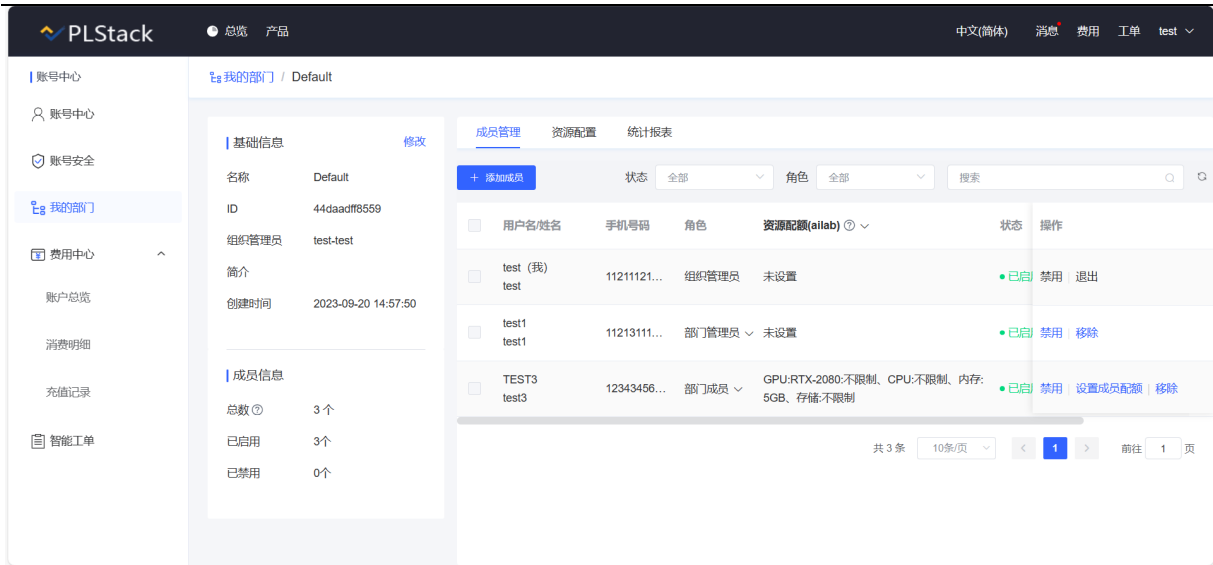 PLStack 总览 产品 中文(简体) 消息 费用 工单 test
账号中心
账号中心
账号安全
我的部门
费用中心
账户总览
消费明细
充值记录
智能工单
我的部门 / Default
基础信息 修改
名称 Default
ID 44daadff8559
组织管理员 test-test
简介
创建时间 2023-09-20 14:57:50
成员信息
总数 3个
已启用 3个
已禁用 0个
成员管理 资源配置 统计报表
+ 添加成员 状态 全部 角色 全部 搜索
用户名/姓名 手机号码 角色 资源配额(ailab) 状态 操作
test（我）
test
11211121... 组织管理员 未设置 已启 禁用 退出
test1
test1
11213111... 部门管理员 未设置 已启 禁用 移除
TEST3
test3
12343456... 部门成员 GPU:RTX-2080:不限制、CPU:不限制、内存:
5GB、存储:不限制
已启 禁用 设置成员配额 移除
共 3 条 10条/页 < 1 > 前往 1 页